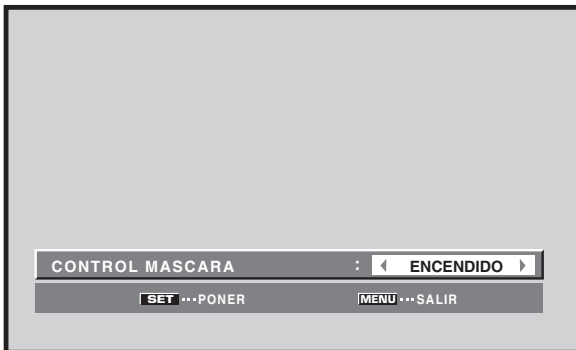 CONTROL MASCARA : ENCENDIDO
SET ···PONER MENU ···SALIR